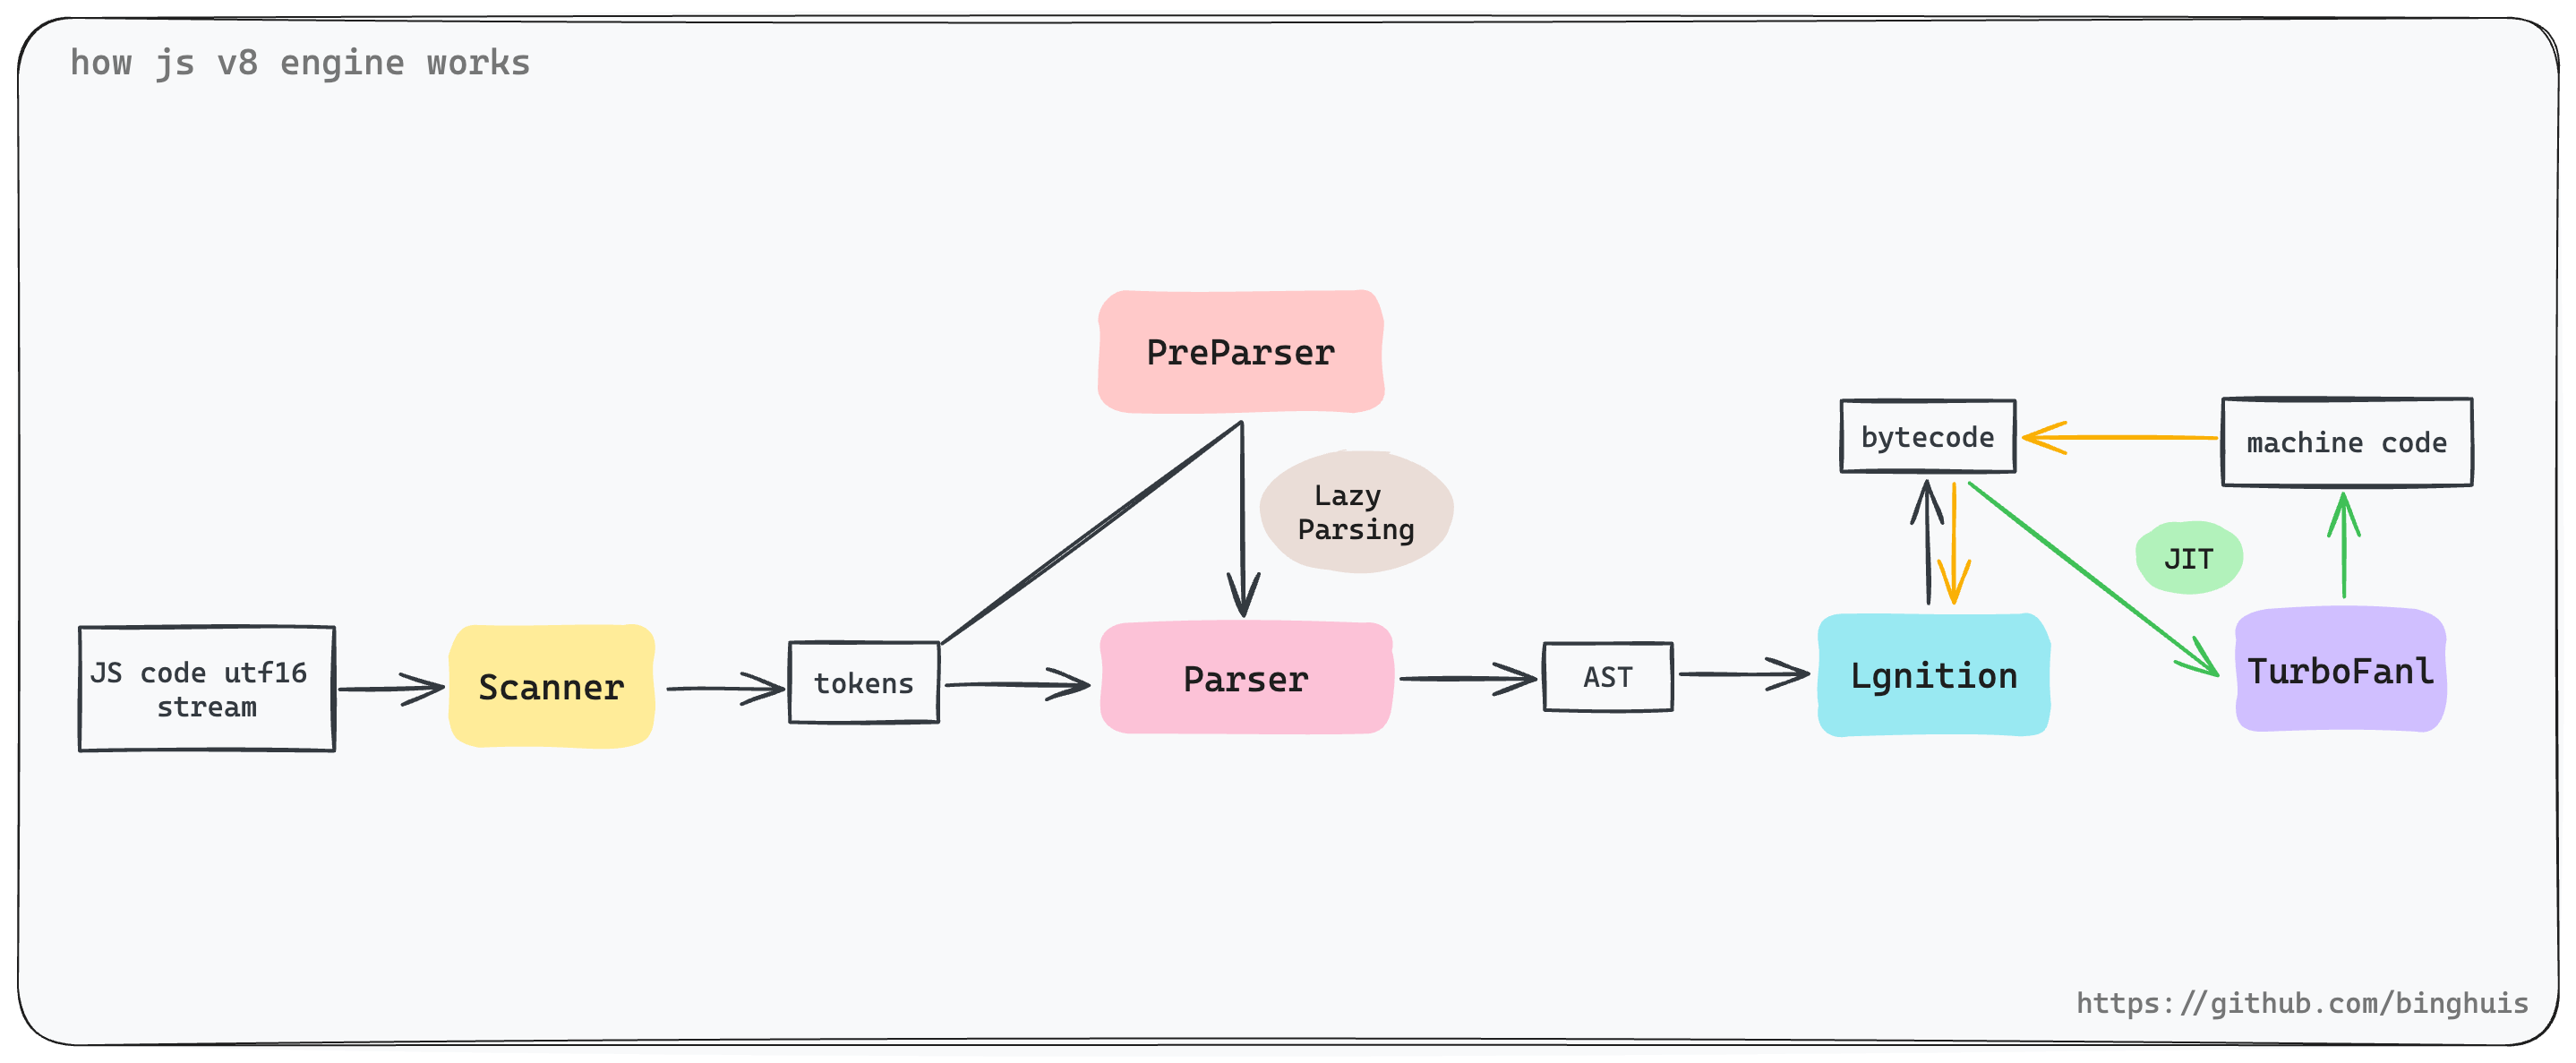 how js v8 engine works
PreParser
Lazy
Parsing
bytecode
machine code
JIT
JS code utf16
stream
Scanner
tokens
Parser
AST
Lgnition
TurboFanl
https://github.com/binghuis